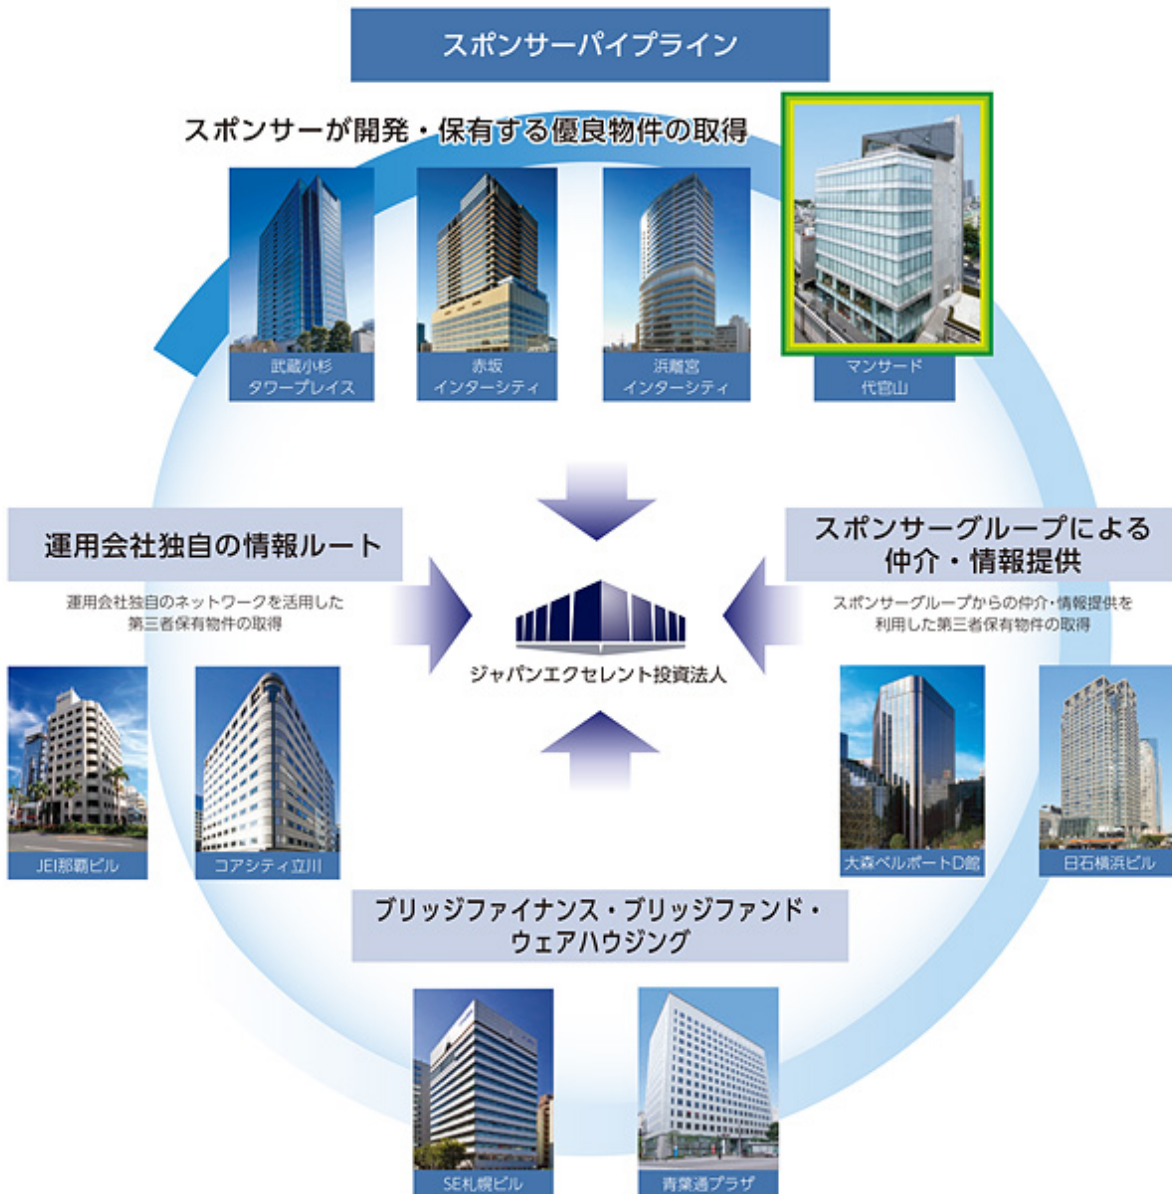 スポンサーパイプライン
スポンサーが開発・保有する優良物件の取得
武蔵小杉
タワープレイス
赤坂
インターシティ
浜離宮
インターシティ
マンサード
代官山
運用会社独自の情報ルート
運用会社独自のネットワークを活用した
第三者保有物件の取得
スポンサーグループによる
仲介・情報提供
スポンサーグループからの仲介・情報提供を
利用した第三者保有物件の取得
ジャパンエクセレント投資法人
JEI那覇ビル
コアシティ立川
大森ベルポートD館
日石横浜ビル
ブリッジファイナンス・ブリッジファンド・
ウェアハウジング
SE札幌ビル
青葉通プラザ